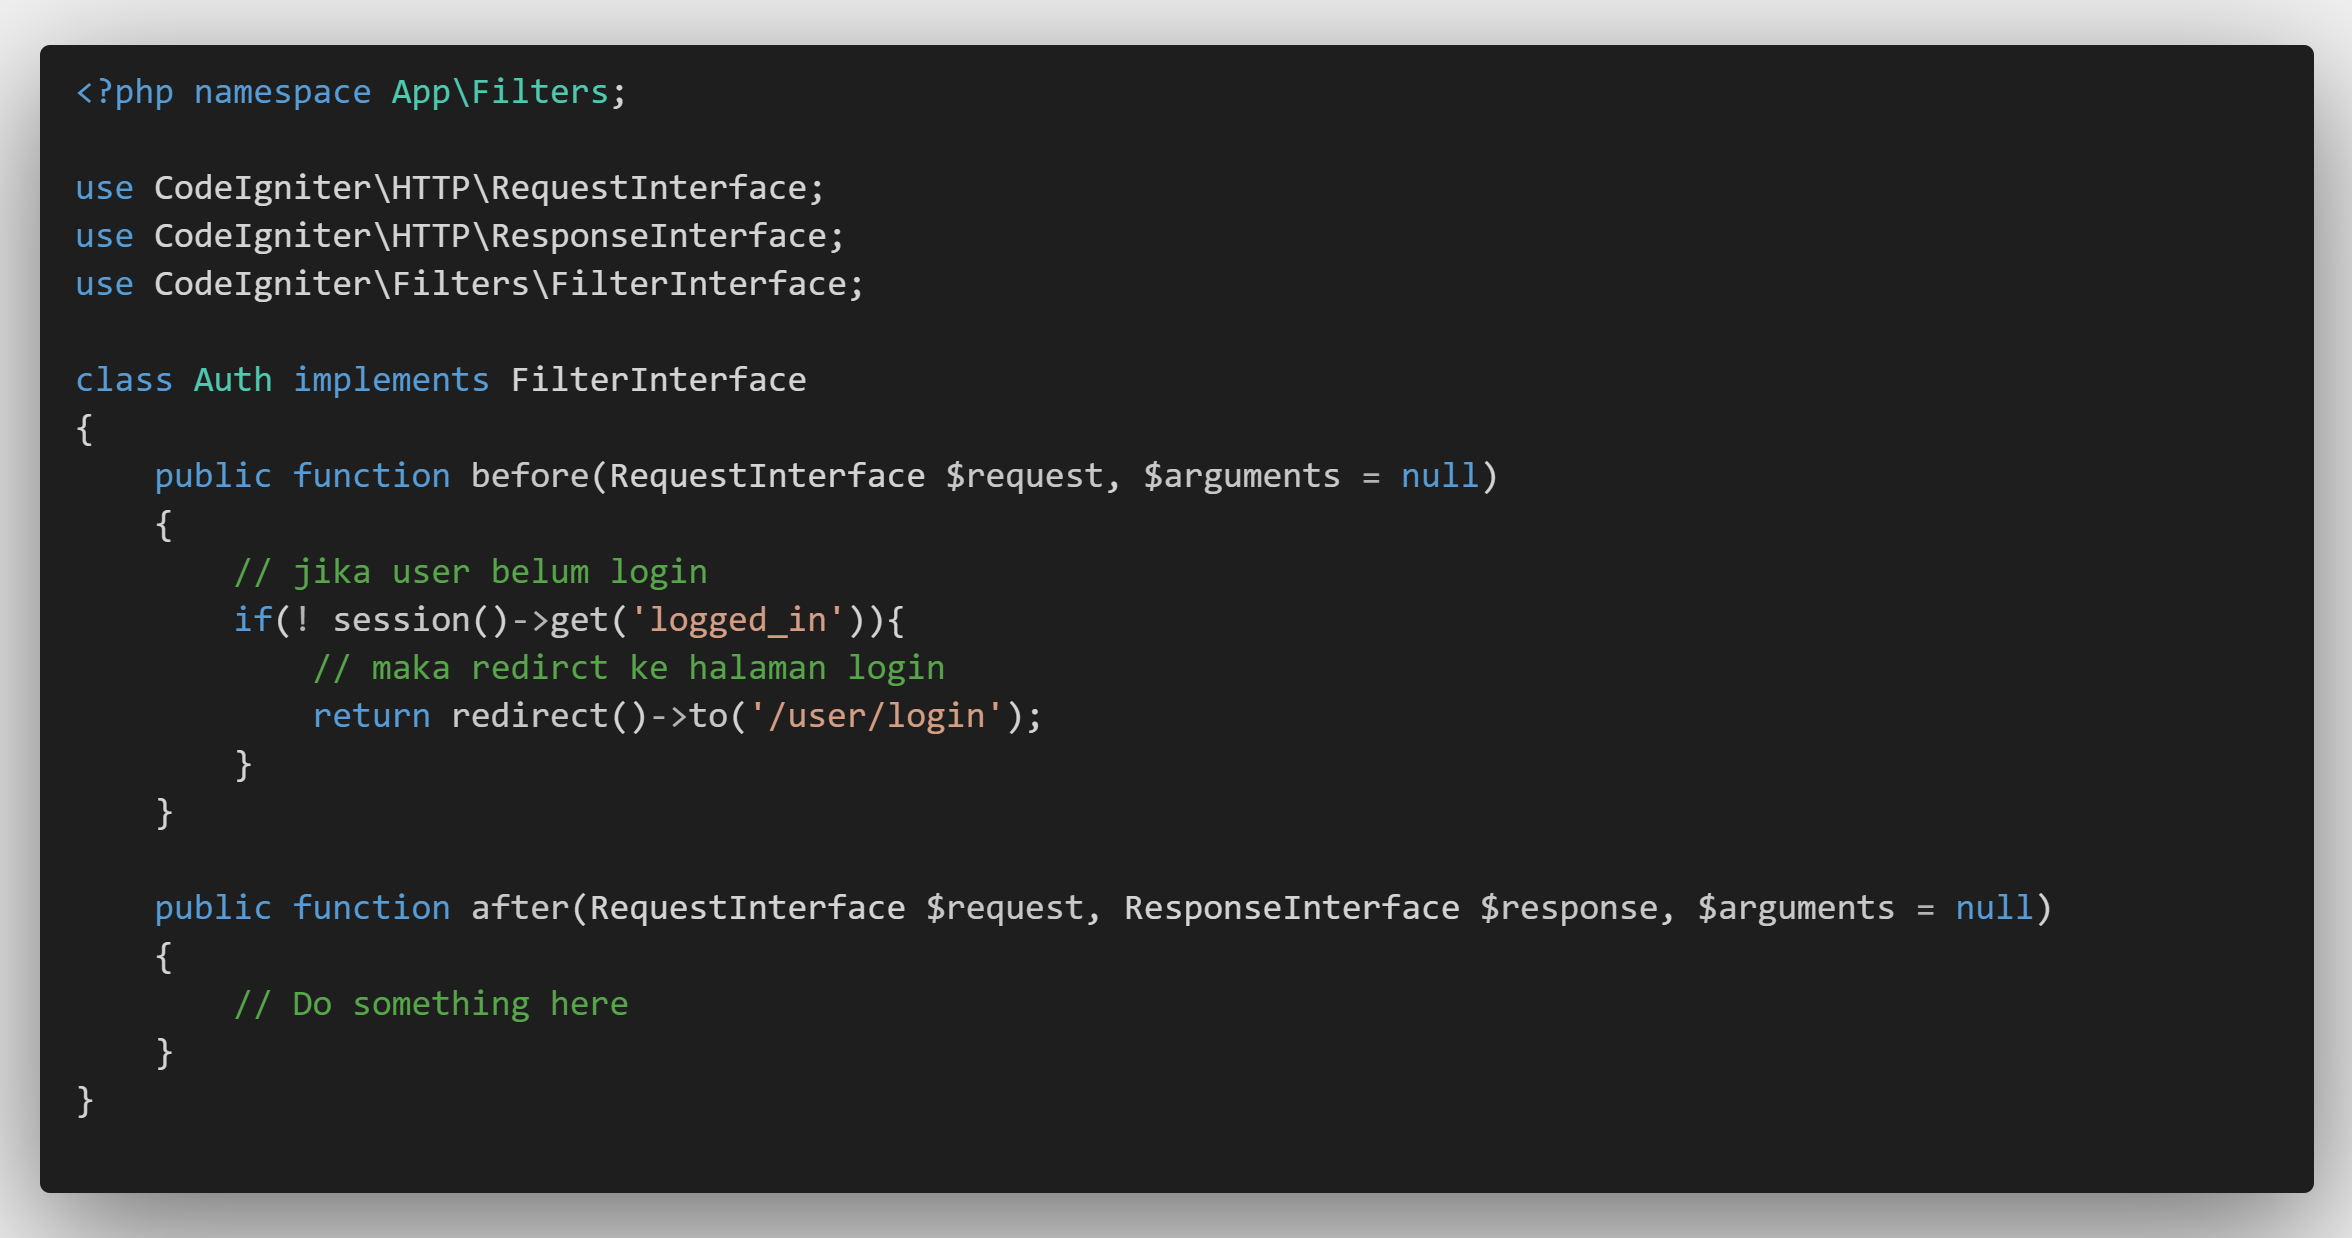 <?php namespace App\Filters;

use CodeIgniter\HTTP\RequestInterface;
use CodeIgniter\HTTP\ResponseInterface;
use CodeIgniter\Filters\FilterInterface;

class Auth implements FilterInterface
{
    public function before(RequestInterface $request, $arguments = null)
    {
        // jika user belum login
        if(! session()->get('logged_in')){
            // maka redirct ke halaman login
            return redirect()->to('/user/login');
        }
    }

    public function after(RequestInterface $request, ResponseInterface $response, $arguments = null)
    {
        // Do something here
    }
}